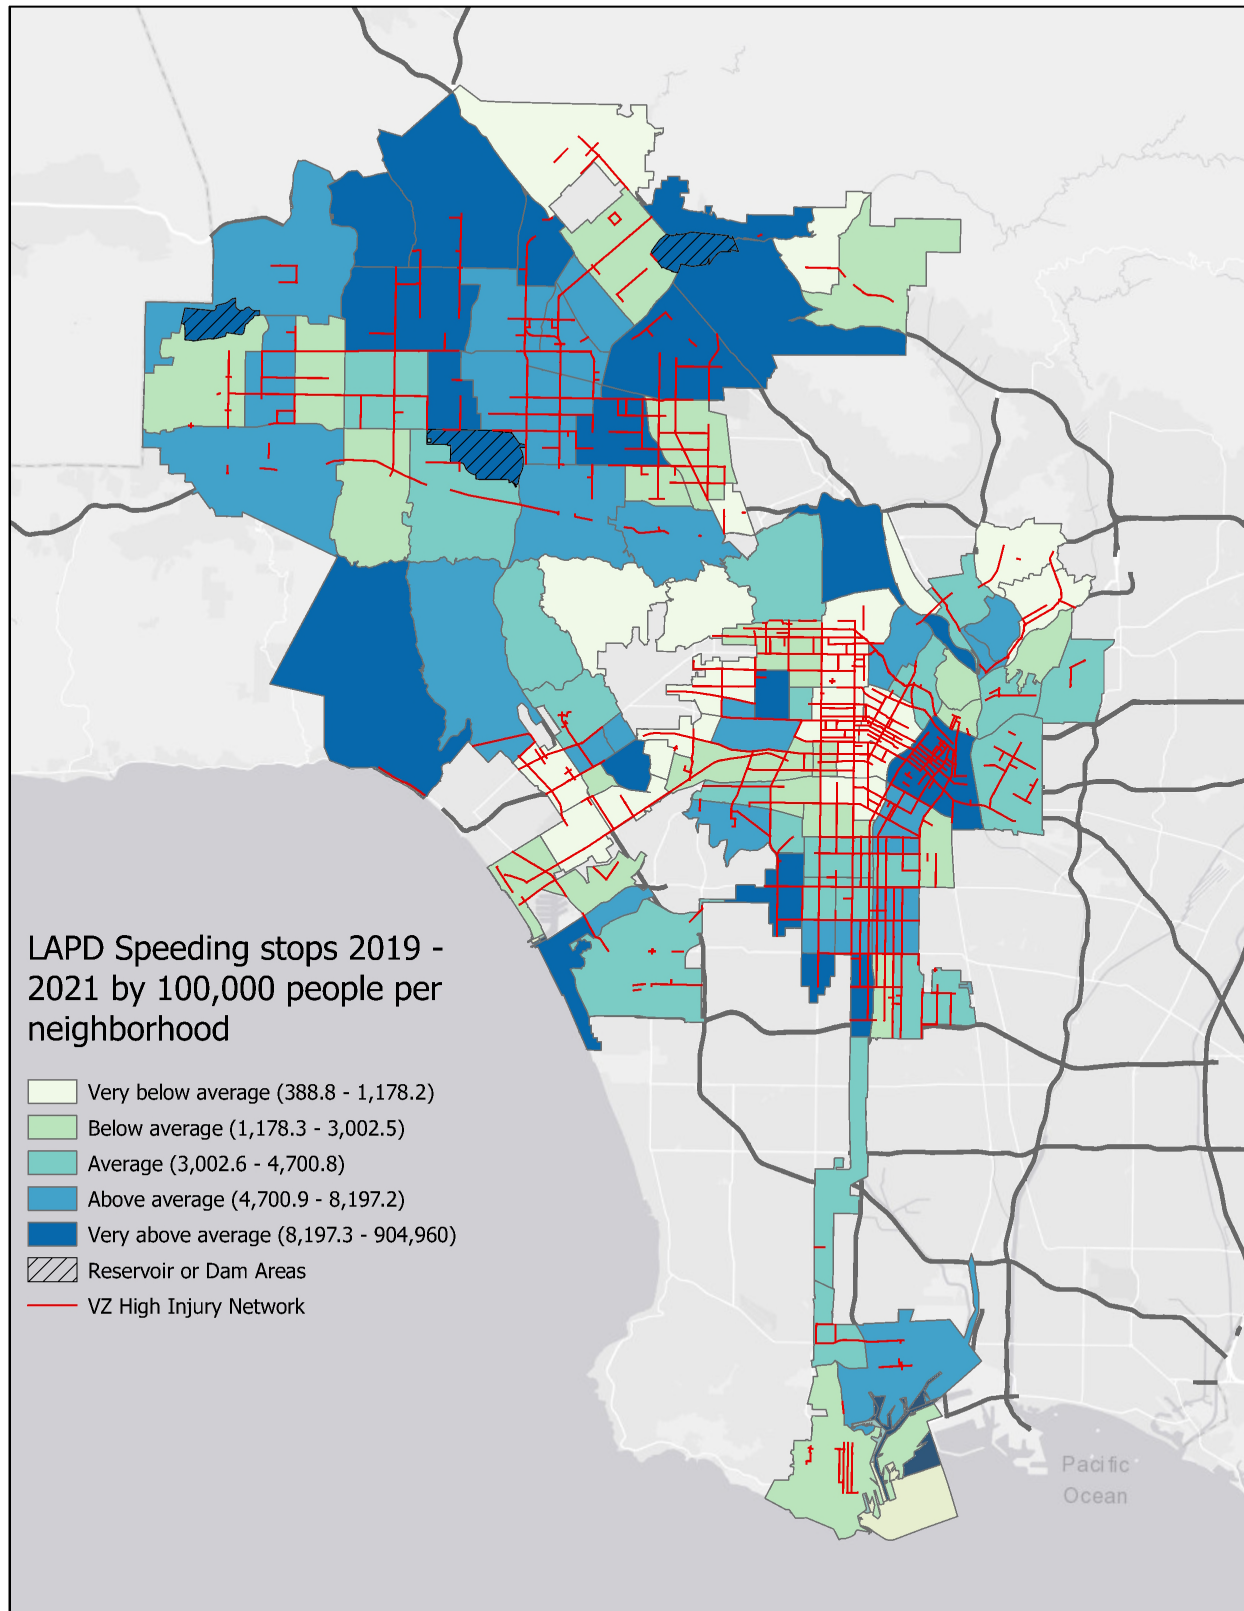 LAPD Speeding stops 2019 -
2021 by 100,000 people per
neighborhood
Very below average (388.8 - 1,178.2)
Below average (1,178.3 - 3,002.5)
Average (3,002.6 - 4,700.8)
Above average (4,700.9 - 8,197.2)
Very above average (8,197.3 - 904,960)
Reservoir or Dam Areas
VZ High Injury Network
Pacific
Ocean